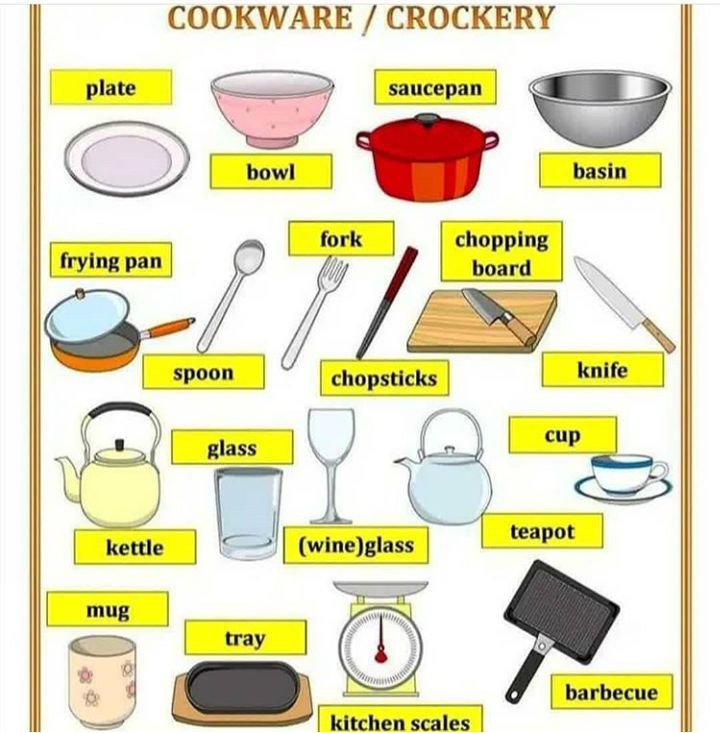 COOKWARE / CROCKERY
plate
saucepan
bowl
basin
fork
chopping
board
frying pan
spoon
chopsticks
knife
cup
glass
teapot
kettle
(wine)glass
mug
tray
barbecue
kitchen scales